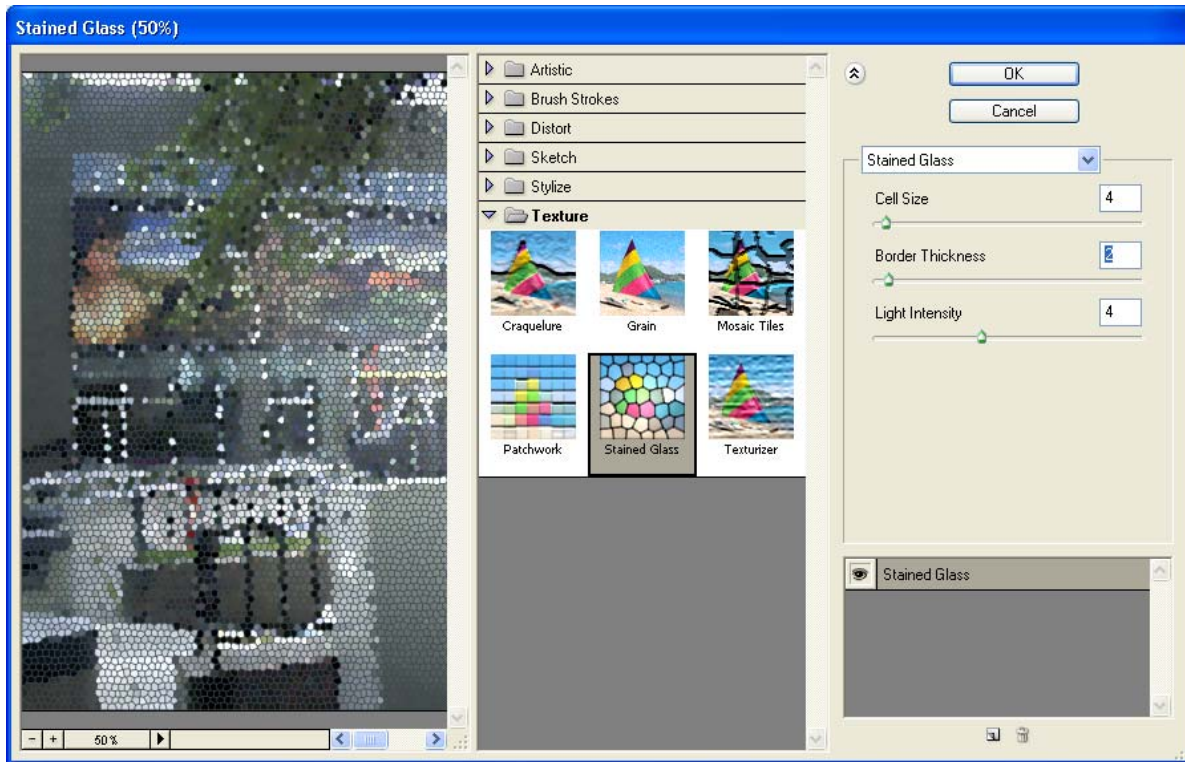 Stained Glass (50%)
Artistic
Brush Strokes
Distort
Sketch
Stylize
Texture
Craquelure
Grain
Mosaic Tiles
Patchwork
Stained Glass
Texturizer
- + 50%
OK
Cancel
Stained Glass
Cell Size 4
Border Thickness 2
Light Intensity 4
Stained Glass